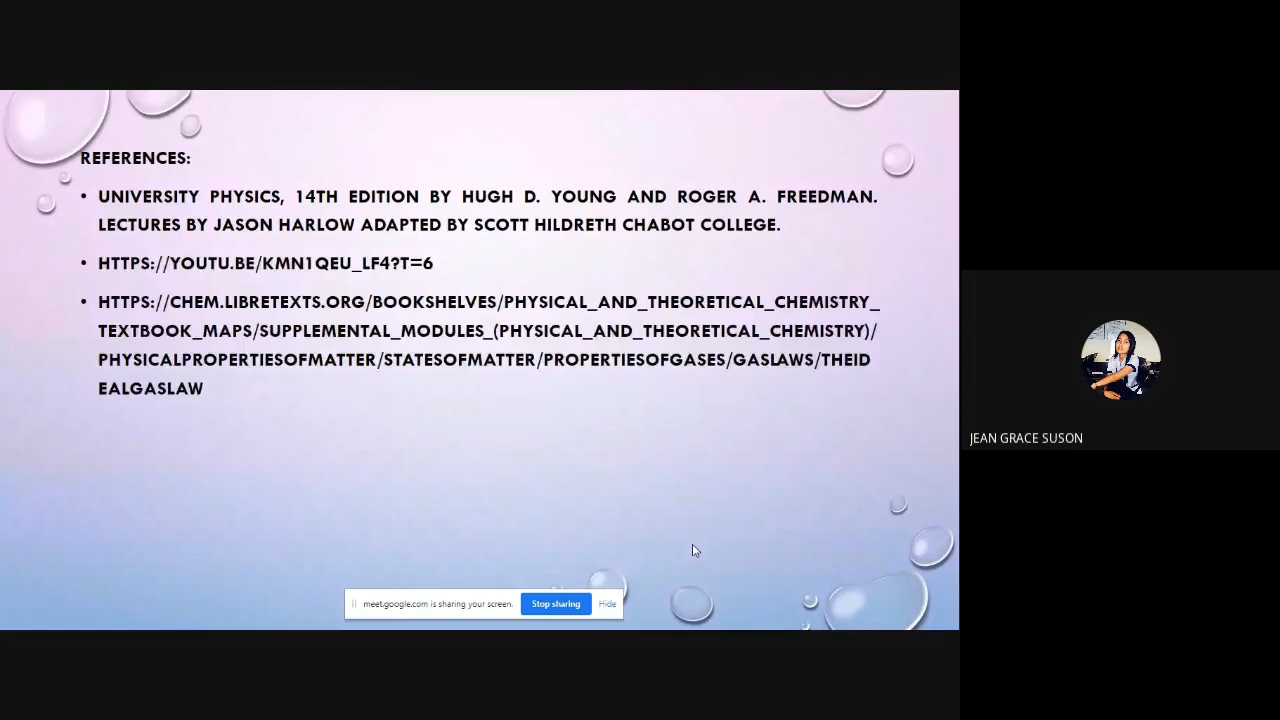 REFERENCES:
• UNIVERSITY PHYSICS, 14TH EDITION BY HUGH D. YOUNG AND ROGER A. FREEDMAN.
LECTURES BY JASON HARLOW ADAPTED BY SCOTT HILDRETH CHABOT COLLEGE.
• HTTPS://YOUTU.BE/KMN1QEU_LF4?T=6
• HTTPS://CHEM.LIBRETEXTS.ORG/BOOKSHELVES/PHYSICAL_AND_THEORETICAL_CHEMISTRY_
TEXTBOOK_MAPS/SUPPLEMENTAL_MODULES_(PHYSICAL_AND_THEORETICAL_CHEMISTRY)/
PHYSICALPROPERTIESOFMATTER/STATESOFMATTER/PROPERTIESOFGASES/GASLAWS/THEID
EALGASLAW
JEAN GRACE SUSON
meet.google.com is sharing your screen. Stop sharing Hide